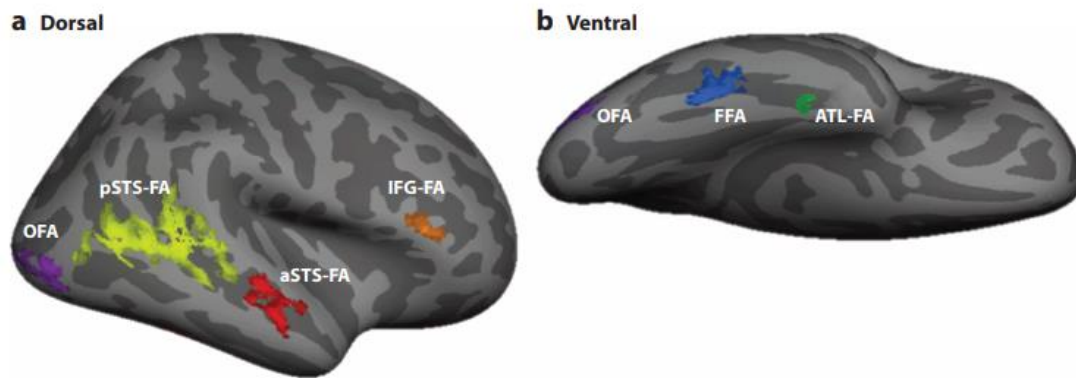 a Dorsal
pSTS-FA
IFG-FA
OFA
aSTS-FA
b Ventral
OFA
FFA
ATL-FA